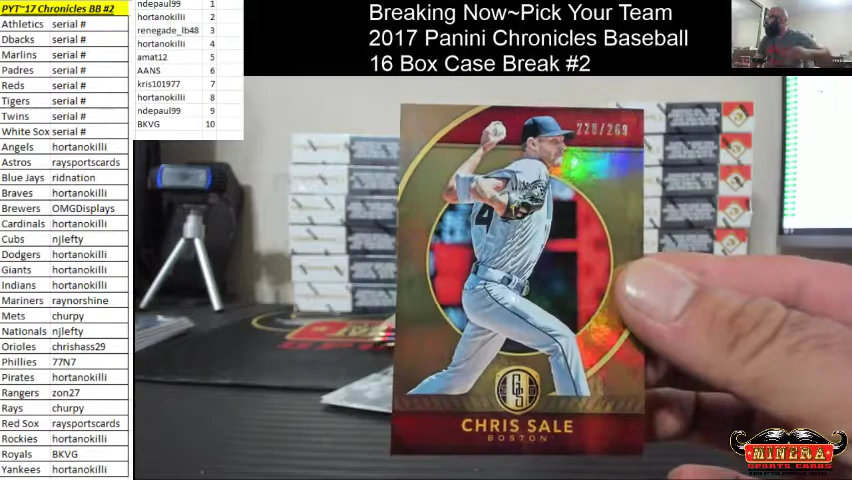 PYT~17 Chronicles BB #2
Athletics serial #
Dbacks serial #
Marlins serial #
Padres serial #
Reds serial #
Tigers serial #
Twins serial #
White Sox serial #
Angels hortanokilli
Astros raysportscards
Blue Jays ridnation
Braves hortanokilli
Brewers OMGDisplays
Cardinals hortanokilli
Cubs njlefty
Dodgers hortanokilli
Giants hortanokilli
Indians hortanokilli
Mariners raynorshine
Mets churpy
Nationals njlefty
Orioles chrishass29
Phillies 77N7
Pirates hortanokilli
Rangers zon27
Rays churpy
Red Sox raysportscards
Rockies hortanokilli
Royals BKVG
Yankees hortanokilli
ndepaul99 1
hortanokilli 2
renegade_lb48 3
hortanokilli 4
amat12 5
AANS 6
kris101977 7
hortanokilli 8
ndepaul99 9
BKVG 10
Breaking Now~Pick Your Team
2017 Panini Chronicles Baseball
16 Box Case Break #2
228/269
4
GS
CHRIS SALE
BOSTON
MINERA
SPORTS CARDS